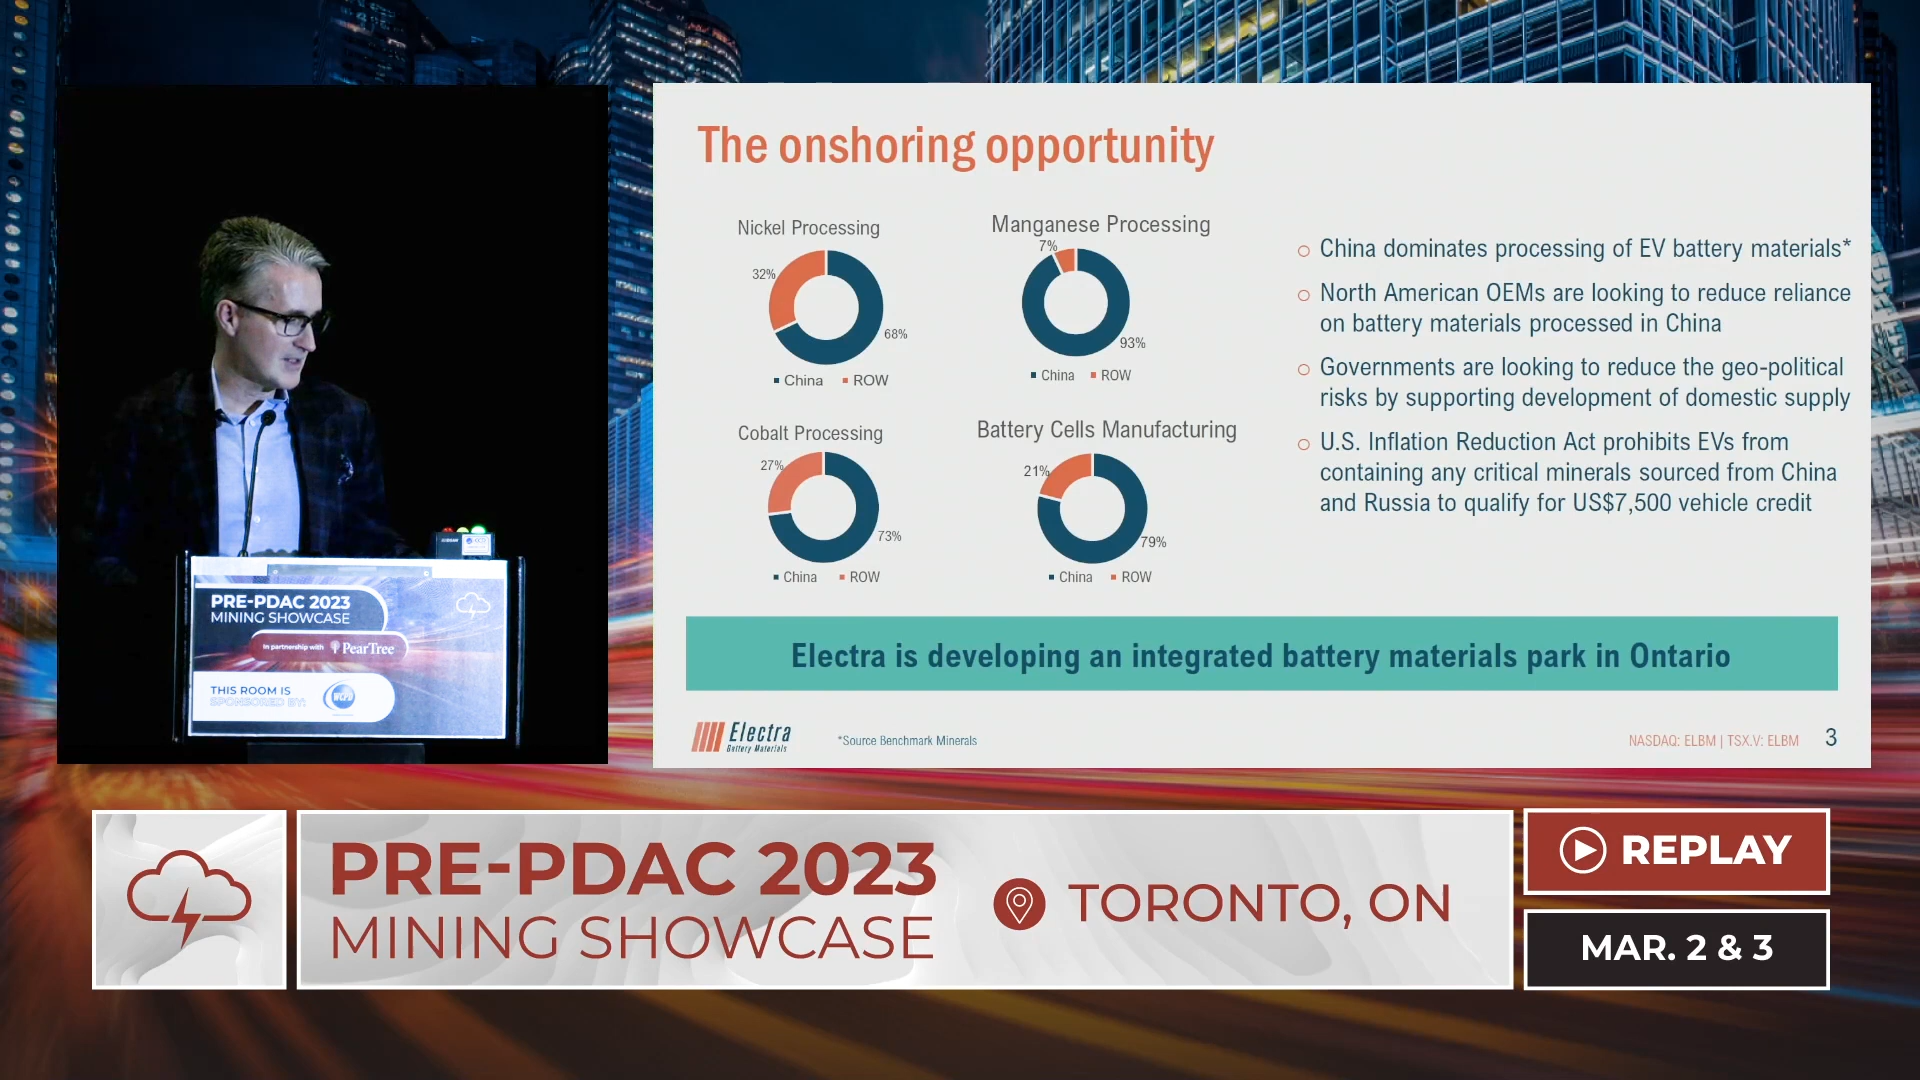 The onshoring opportunity
Nickel Processing
32%
68%
China ROW
Manganese Processing
7%
93%
China ROW
Cobalt Processing
27%
73%
China ROW
Battery Cells Manufacturing
21%
79%
China ROW
○ China dominates processing of EV battery materials*
○ North American OEMs are looking to reduce reliance
on battery materials processed in China
○ Governments are looking to reduce the geo-political
risks by supporting development of domestic supply
○ U.S. Inflation Reduction Act prohibits EVs from
containing any critical minerals sourced from China
and Russia to qualify for US$7,500 vehicle credit
Electra is developing an integrated battery materials park in Ontario
Electra
Battery Materials
*Source Benchmark Minerals
NASDAQ: ELBM | TSX.V: ELBM 3
PRE-PDAC 2023
MINING SHOWCASE
In partnership with PearTree
THIS ROOM IS
SPONSORED BY:
PRE-PDAC 2023
MINING SHOWCASE
TORONTO, ON
REPLAY
MAR. 2 & 3